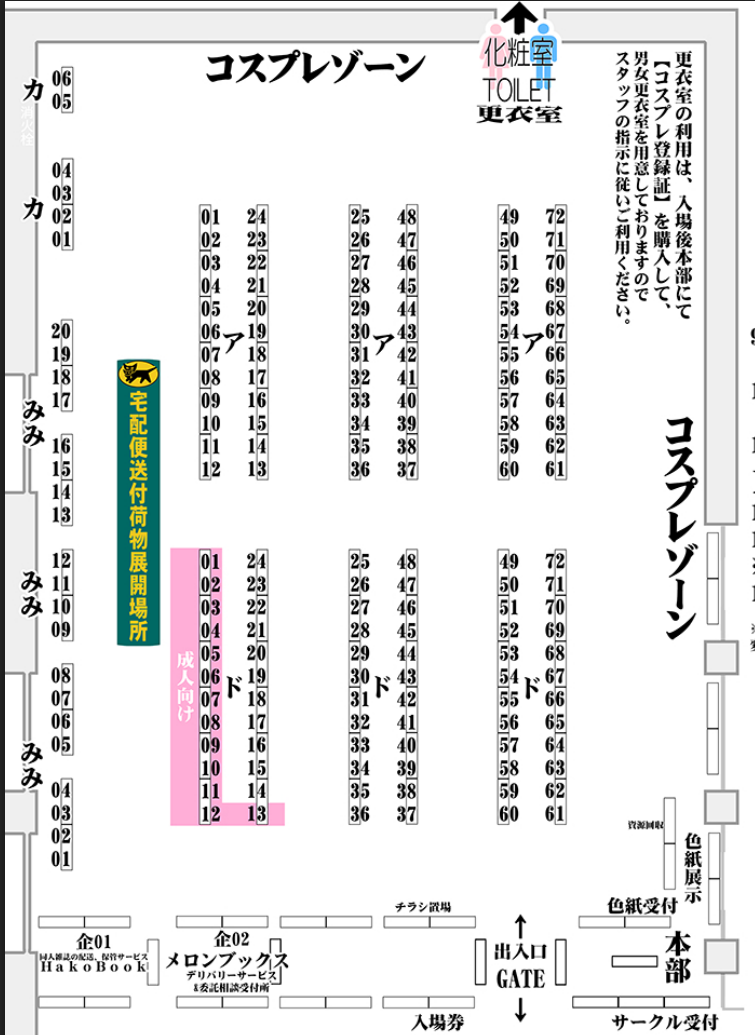 化粧室
TOILET
更衣室
コスプレゾーン
更衣室の利用は、入場後本部にて
【コスプレ登録証】を購入して、
男女更衣室を用意しておりますので
スタッフの指示に従いご利用ください。
カ
06
05
消火栓
カ
04
03
02
01
みみ
20
19
18
17
16
15
14
13
みみ
12
11
10
09
みみ
08
07
06
05
04
03
02
01
宅配便送付荷物展開場所
ア
01 24
02 23
03 22
04 21
05 20
06 19
07 18
08 17
09 16
10 15
11 14
12 13
ア
25 48
26 47
27 46
28 45
29 44
30 43
31 42
32 41
33 40
34 39
35 38
36 37
ア
49 72
50 71
51 70
52 69
53 68
54 67
55 66
56 65
57 64
58 63
59 62
60 61
コスプレゾーン
成人向け
ド
01 24
02 23
03 22
04 21
05 20
06 19
07 18
08 17
09 16
10 15
11 14
12 13
ド
25 48
26 47
27 46
28 45
29 44
30 43
31 42
32 41
33 40
34 39
35 38
36 37
ド
49 72
50 71
51 70
52 69
53 68
54 67
55 66
56 65
57 64
58 63
59 62
60 61
資源回収
色紙展示
色紙受付
本部
サークル受付
チラシ置場
出入口
GATE
入場券
企01
同人雑誌の配送、保管サービス
HakoBook
企02
メロンブックス
デリバリーサービス
&委託相談受付所